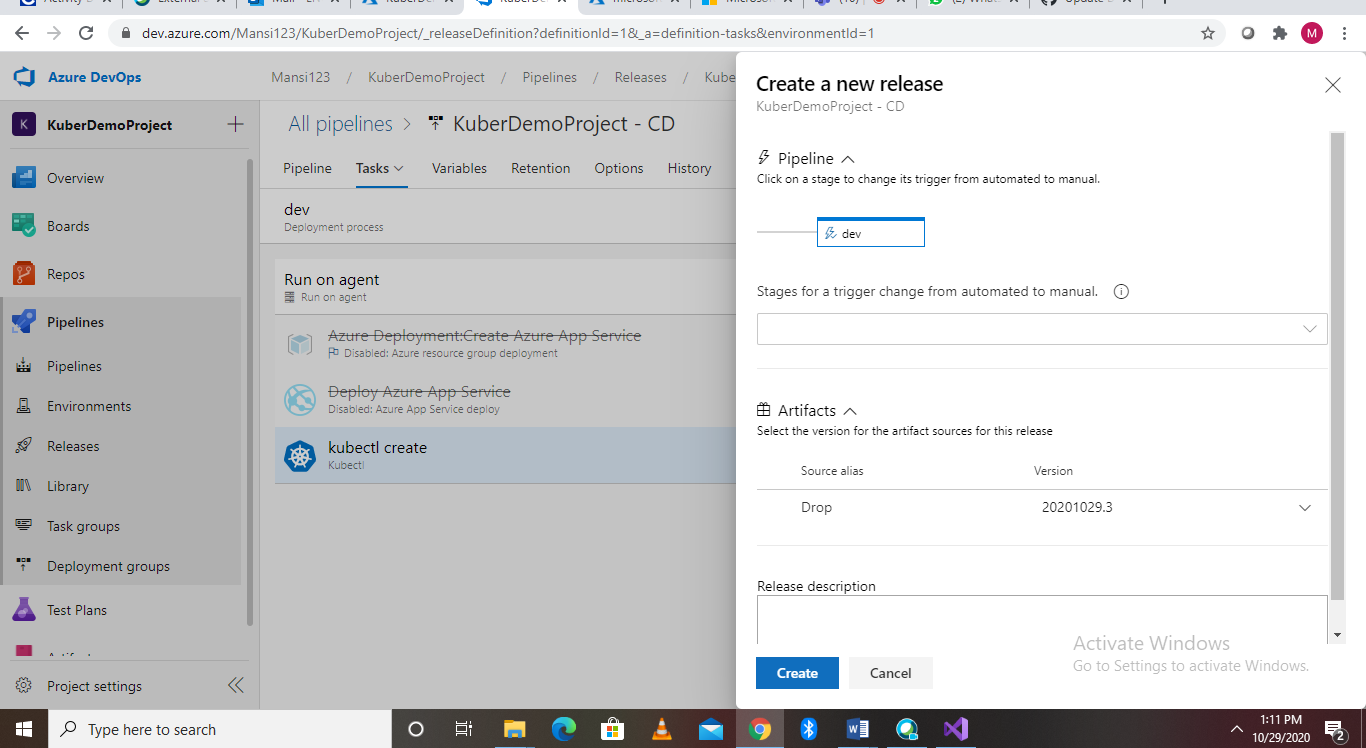 dev.azure.com/Mansi123/KuberDemoProject/_releaseDefinition?definitionId=1&_a=definition-tasks&environmentId=1
M
Azure DevOps
Mansi123 / KuberDemoProject / Pipelines / Releases / Kube
K KuberDemoProject
All pipelines > KuberDemoProject - CD
Pipeline Tasks Variables Retention Options History
Overview
Boards
Repos
Pipelines
Pipelines
Environments
Releases
Library
Task groups
Deployment groups
Test Plans
Project settings
dev
Deployment process
Run on agent
Run on agent
Azure Deployment:Create Azure App Service
Disabled: Azure resource group deployment
Deploy Azure App Service
Disabled: Azure App Service deploy
kubectl create
Kubectl
Create a new release
KuberDemoProject - CD
Pipeline
Click on a stage to change its trigger from automated to manual.
dev
Stages for a trigger change from automated to manual.
Artifacts
Select the version for the artifact sources for this release
Source alias Version
Drop 20201029.3
Release description
Activate Windows
Go to Settings to activate Windows.
Create Cancel
Type here to search
1:11 PM
10/29/2020
2